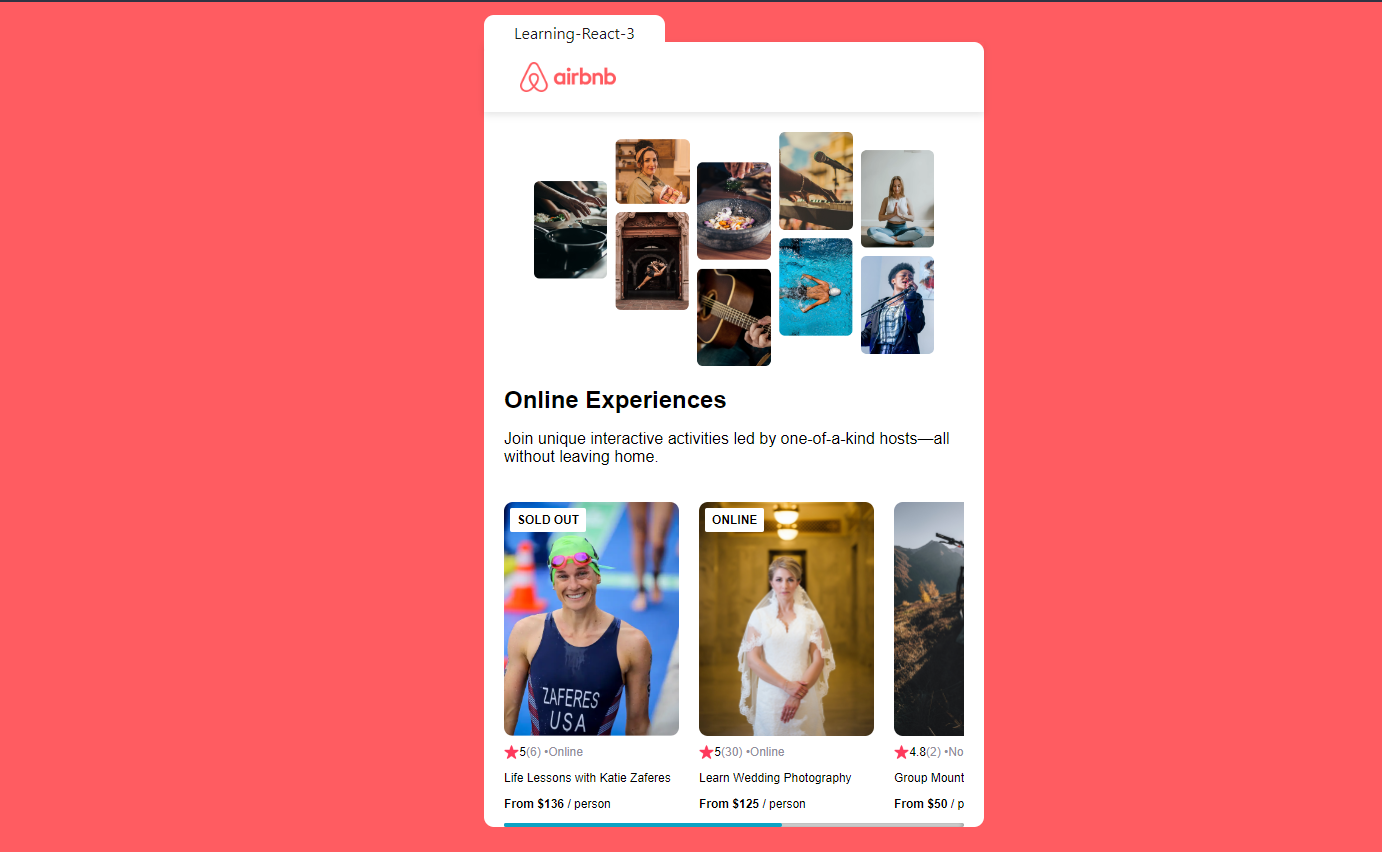 Learning-React-3
airbnb
Online Experiences
Join unique interactive activities led by one-of-a-kind hosts—all
without leaving home.
SOLD OUT
ZAFERES
USA
5(6) •Online
Life Lessons with Katie Zaferes
From $136 / person
ONLINE
5(30) •Online
Learn Wedding Photography
From $125 / person
4.8(2) •No
Group Mount
From $50 / p